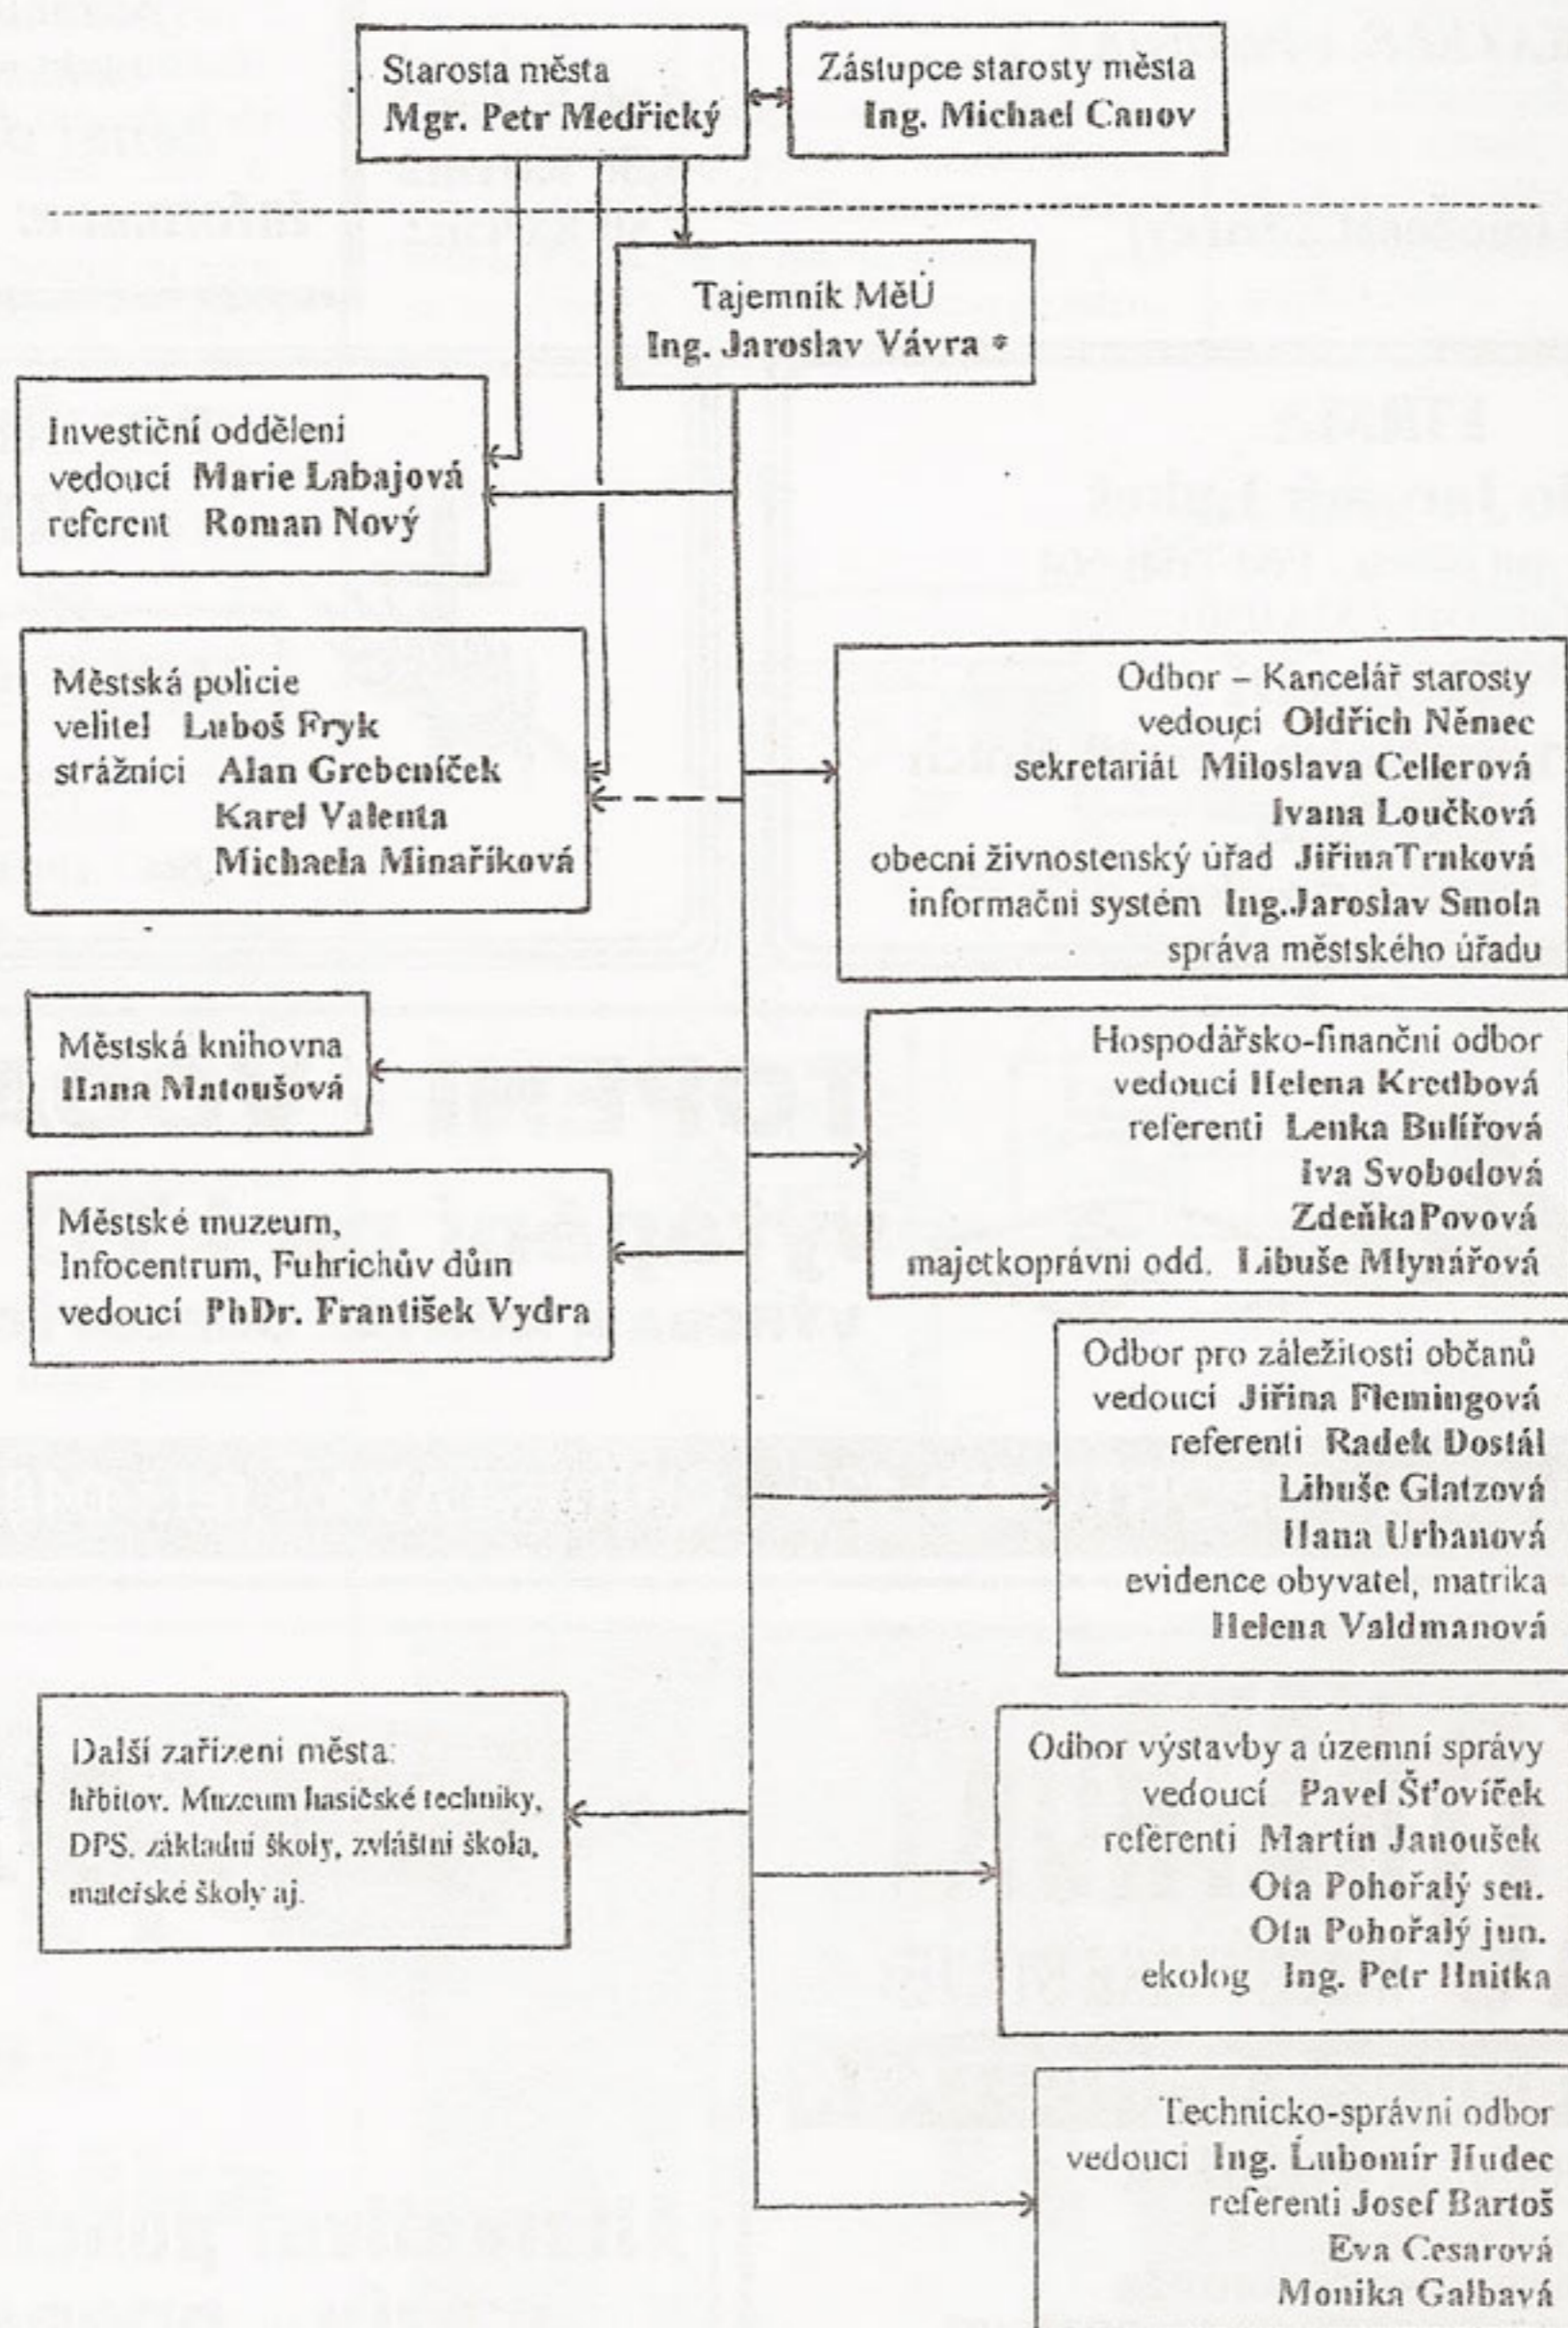 Starosta města
Mgr. Petr Medřický
Zástupce starosty města
Ing. Michael Canov
Tajemník MěÚ
Ing. Jaroslav Vávra *
Investiční oddělení
vedoucí Marie Labajová
referent Roman Nový
Městská policie
velitel Luboš Fryk
strážníci Alan Grebeníček
Karel Valenta
Michaela Minaříková
Odbor – Kancelář starosty
vedoucí Oldřich Němec
sekretariát Miloslava Cellerová
Ivana Loučková
obecní živnostenský úřad JiřinaTrnková
informační systém Ing.Jaroslav Smola
správa městského úřadu
Městská knihovna
Hana Matoušová
Hospodářsko-finanční odbor
vedoucí Helena Kredbová
referenti Lenka Bulířová
Iva Svobodová
ZdeňkaPovová
majetkoprávní odd. Libuše Mlynářová
Městské muzeum,
Infocentrum, Fuhrichův dům
vedoucí PhDr. František Vydra
Odbor pro záležitosti občanů
vedoucí Jiřina Flemingová
referenti Radek Dostál
Libuše Glatzová
Hana Urbanová
evidence obyvatel, matrika
Helena Valdmanová
Další zařízení města:
hřbitov. Muzeum hasičské techniky,
DPS. základní školy, zvláštní škola,
mateřské školy aj.
Odbor výstavby a územní správy
vedoucí Pavel Šťovíček
referenti Martin Janoušek
Ota Pohořalý sen.
Ota Pohořalý jun.
ekolog Ing. Petr Hnitka
Technicko-správní odbor
vedoucí Ing. Ĺubomír Hudec
referenti Josef Bartoš
Eva Cesarová
Monika Galbavá